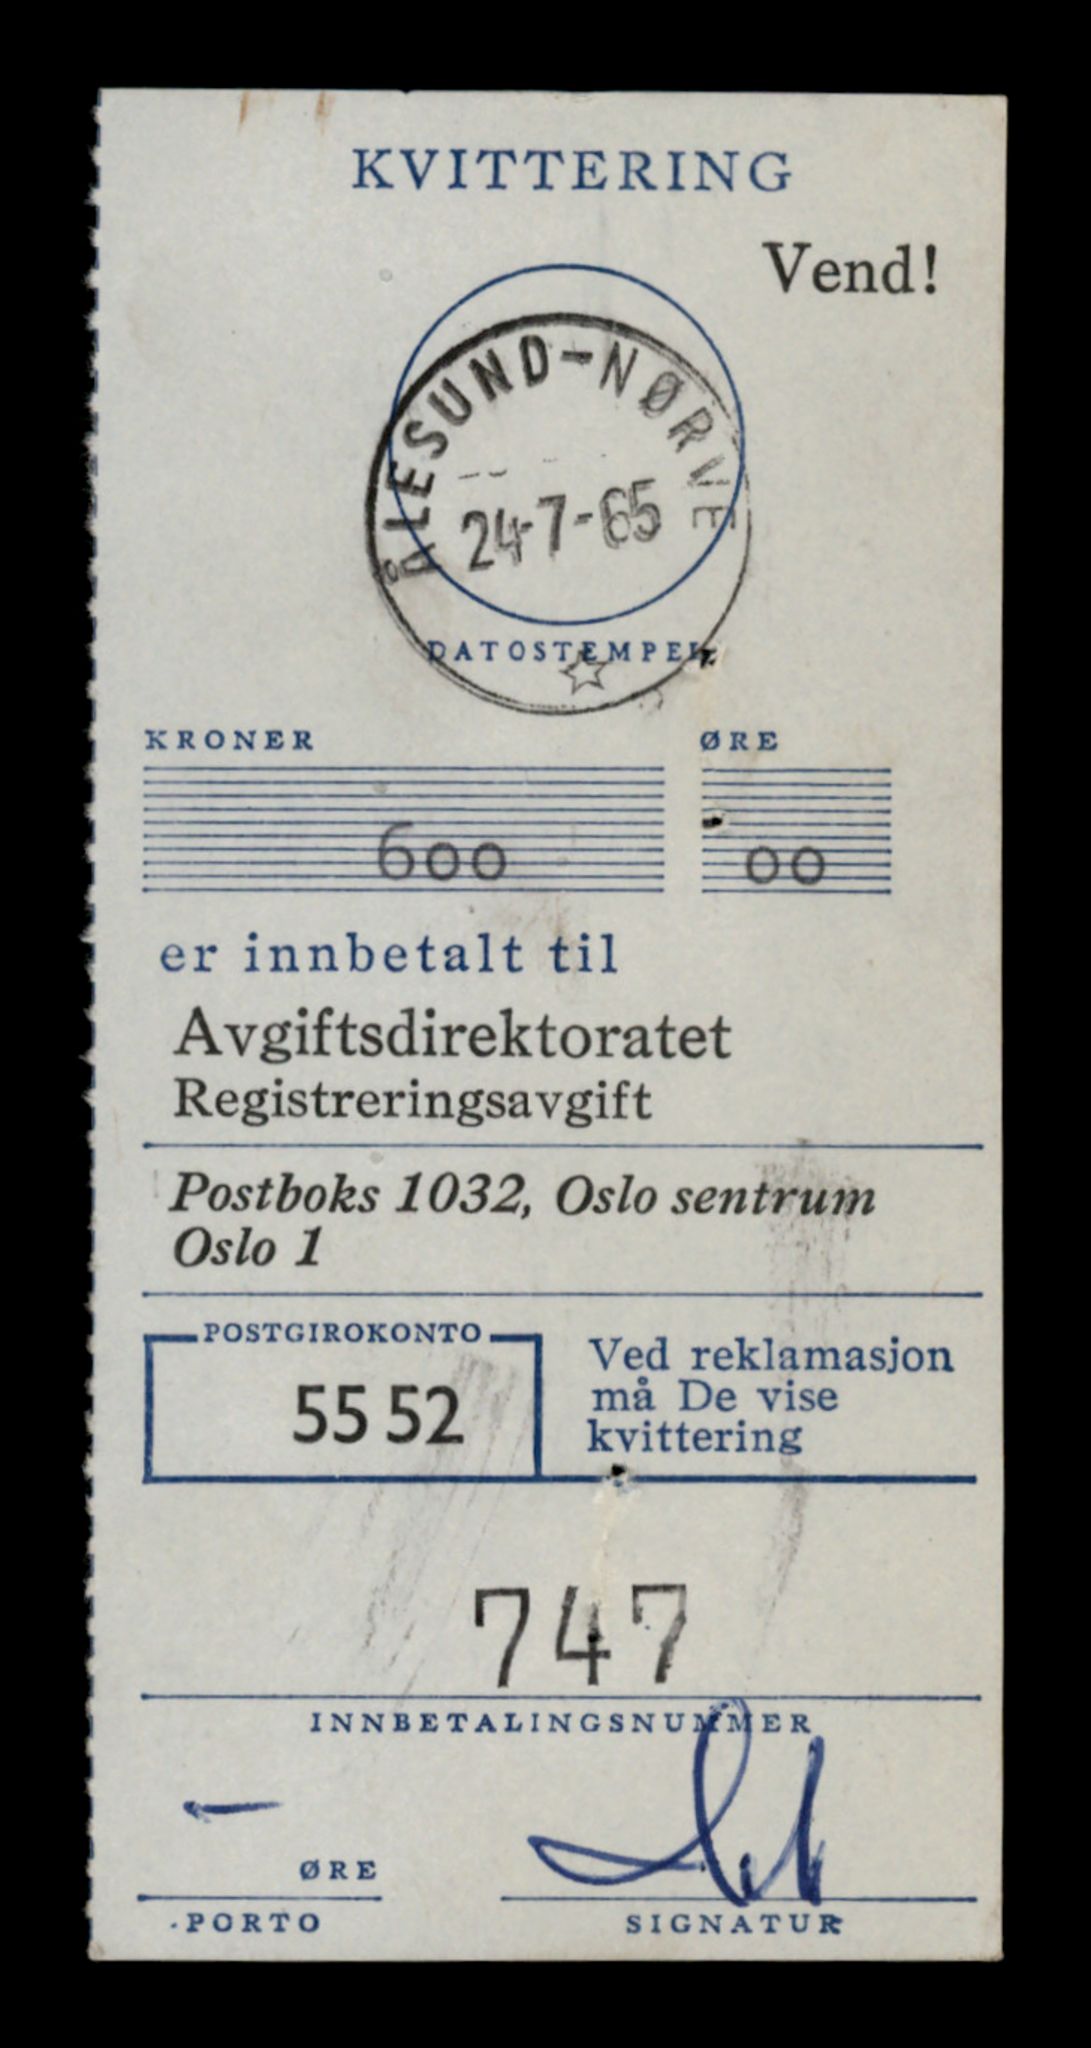 KVITTERING
Vend!
ÅLESUND-NØRVE
24-7-65
DATOSTEMPEL
KRONER ØRE
600 00
er innbetalt til
Avgiftsdirektoratet
Registreringsavgift
Postboks 1032, Oslo sentrum
Oslo 1
POSTGIROKONTO
55 52
Ved reklamasjon
må De vise
kvittering
747
INNBETALINGSNUMMER
–
ØRE
PORTO
SIGNATUR